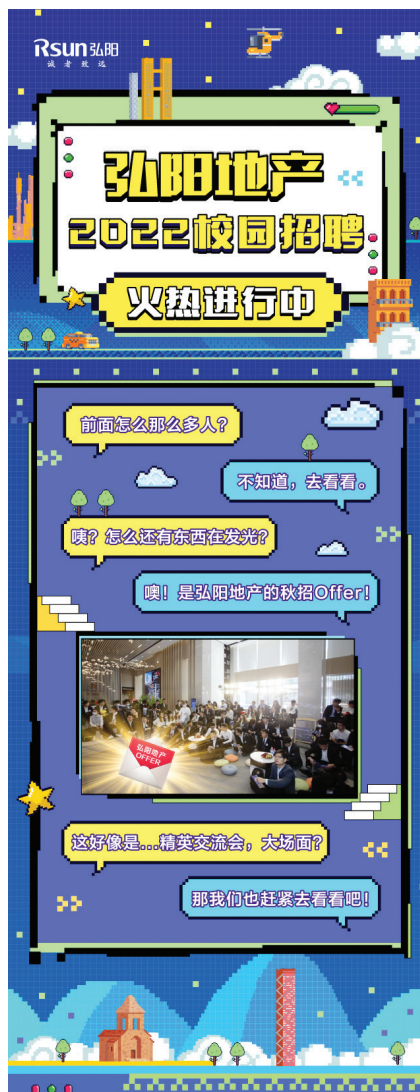 Rsun弘阳
诚者致远
弘阳地产
2022校园招聘
火热进行中
前面怎么那么多人？
不知道，去看看。
咦？怎么还有东西在发光？
噢！是弘阳地产的秋招Offer！
弘阳地产
OFFER
这好像是...精英交流会，大场面？
那我们也赶紧去看看吧！